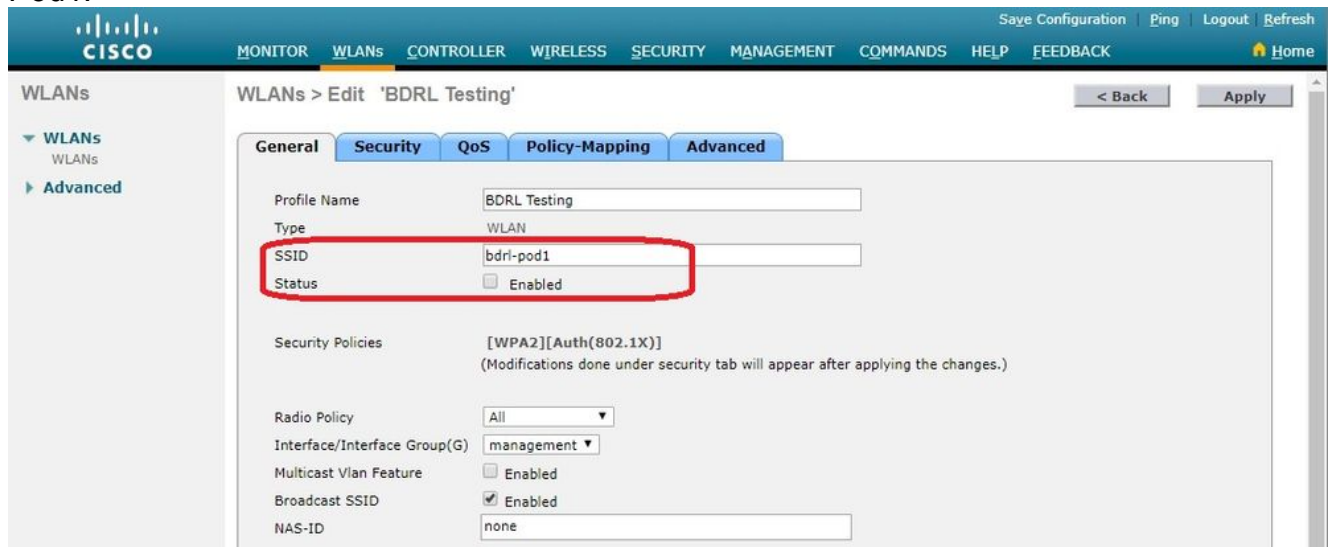 Save Configuration | Ping | Logout | Refresh
CISCO MONITOR WLANs CONTROLLER WIRELESS SECURITY MANAGEMENT COMMANDS HELP FEEDBACK Home
WLANs WLANs > Edit 'BDRL Testing' < Back Apply
WLANs
WLANs
Advanced
General Security QoS Policy-Mapping Advanced
Profile Name BDRL Testing
Type WLAN
SSID bdrl-pod1
Status Enabled
Security Policies [WPA2][Auth(802.1X)]
(Modifications done under security tab will appear after applying the changes.)
Radio Policy All
Interface/Interface Group(G) management
Multicast Vlan Feature Enabled
Broadcast SSID Enabled
NAS-ID none